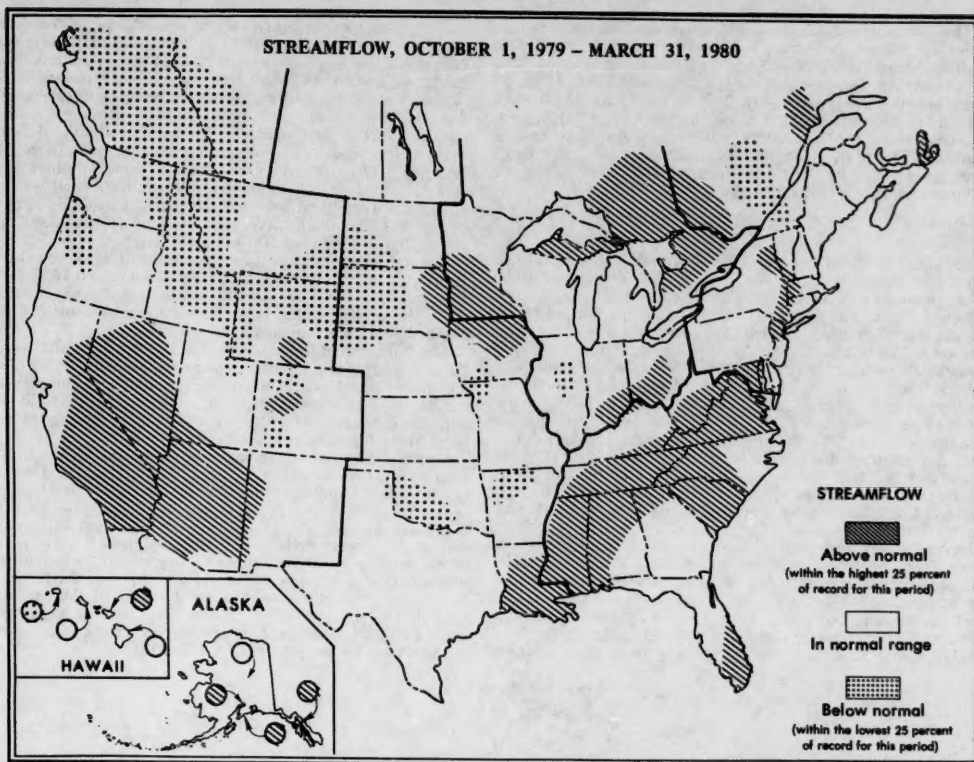 STREAMFLOW, OCTOBER 1, 1979 – MARCH 31, 1980
STREAMFLOW
Above normal
(within the highest 25 percent
of record for this period)
In normal range
Below normal
(within the lowest 25 percent
of record for this period)
ALASKA
HAWAII